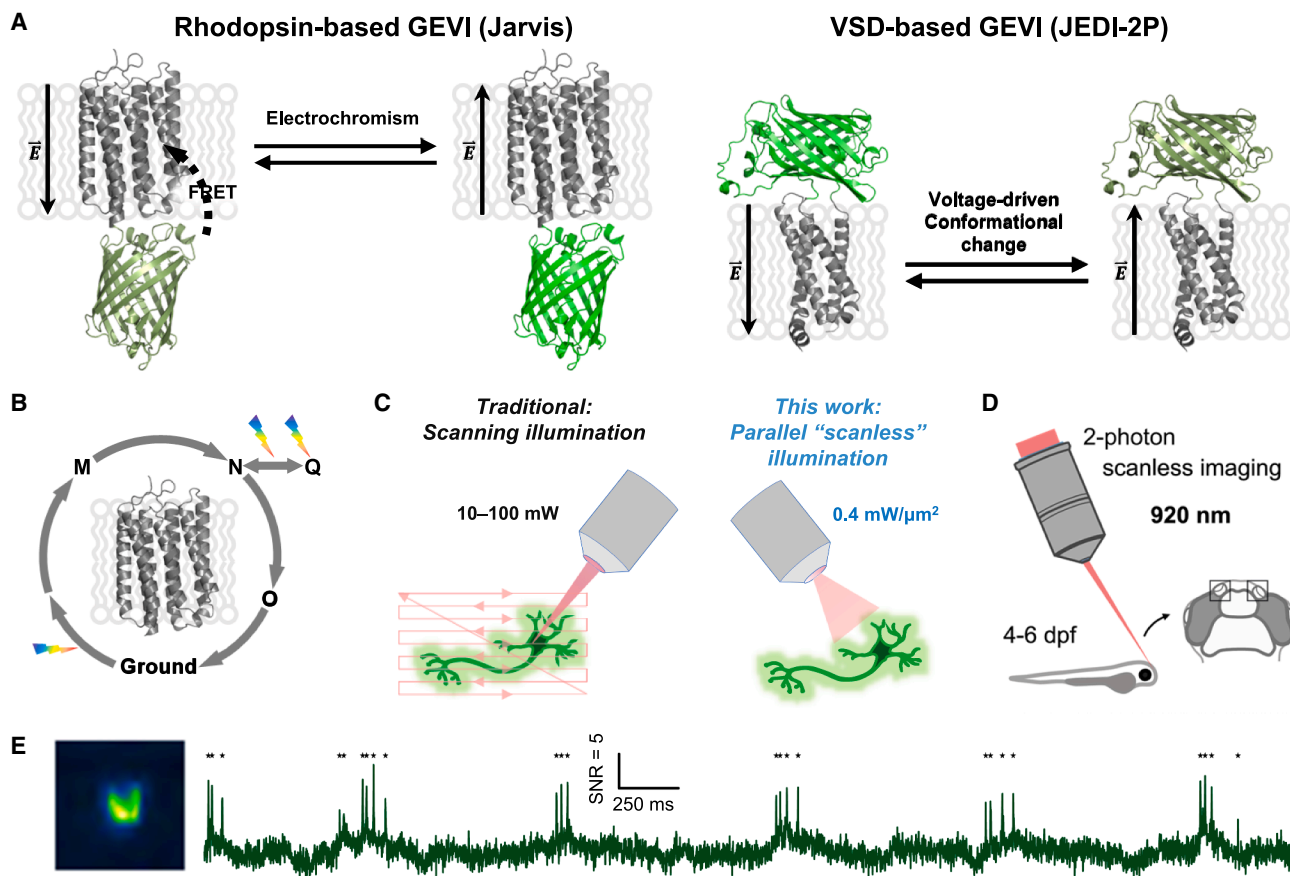 A
Rhodopsin-based GEVI (Jarvis)
VSD-based GEVI (JEDI-2P)
E
Electrochromism
E
FRET
E
Voltage-driven
Conformational
change
E
B
M
N
Q
O
Ground
C
Traditional:
Scanning illumination
10–100 mW
This work:
Parallel “scanless”
illumination
0.4 mW/μm²
D
2-photon
scanless imaging
920 nm
4-6 dpf
E
** *
**
*** *
***
SNR = 5
250 ms
*** *
** * *
*** *